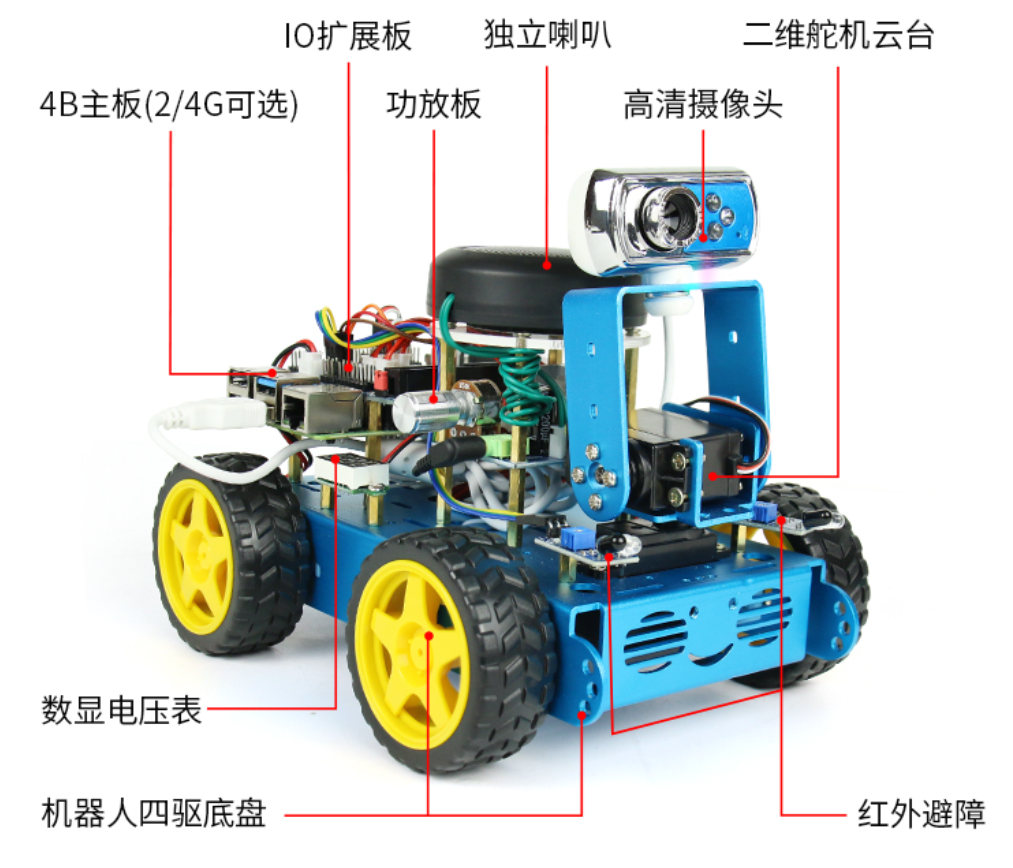 IO扩展板
独立喇叭
二维舵机云台
4B主板(2/4G可选)
功放板
高清摄像头
数显电压表
机器人四驱底盘
红外避障